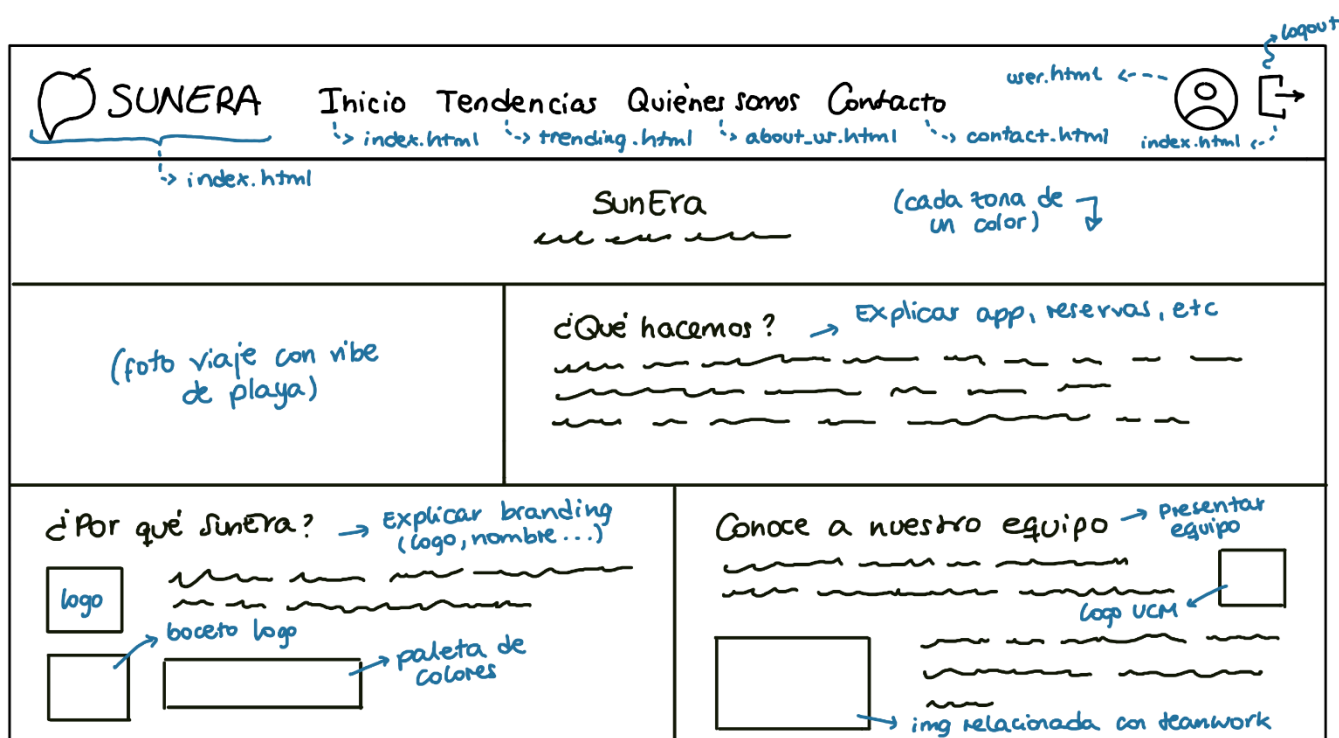 logout
SUNERA Inicio Tendencias Quiénes somos Contacto
user.html
index.html trending.html about_us.html contact.html index.html
index.html
SunEra
(cada zona de
un color)
(foto viaje con vibe
de playa)
¿Qué hacemos? → Explicar app, reservas, etc
¿Por qué SunEra? → Explicar branding
(logo, nombre...)
logo
boceto logo
paleta de
colores
Conoce a nuestro equipo → Presentar
equipo
logo UCM
img relacionada con teamwork